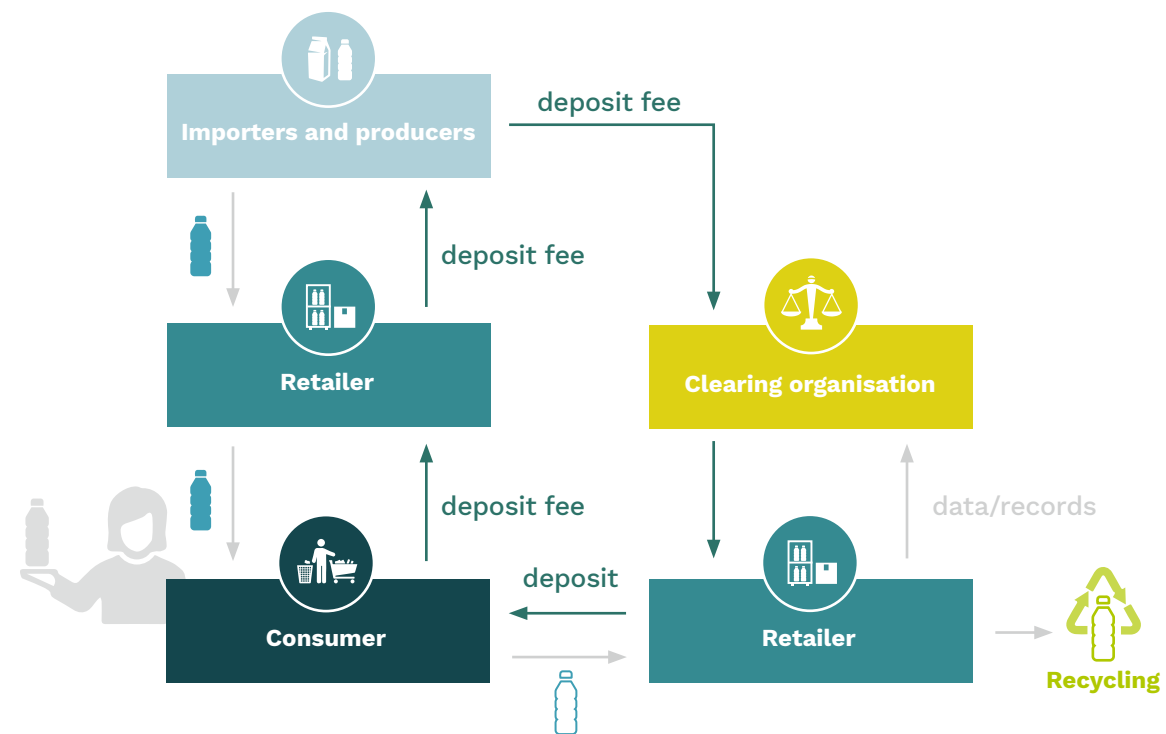 deposit fee
Importers and producers
deposit fee
Retailer
Clearing organisation
deposit fee
data/records
deposit
Consumer
Retailer
Recycling